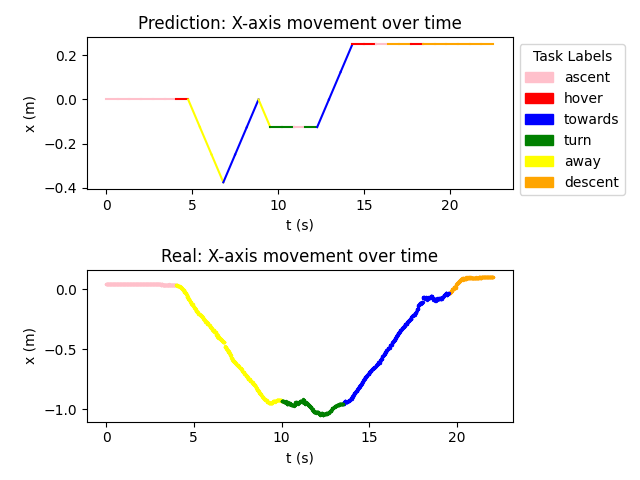 Prediction: X-axis movement over time
x (m)
0.2
0.0
−0.2
−0.4
0 5 10 15 20
t (s)
Task Labels
ascent
hover
towards
turn
away
descent
Real: X-axis movement over time
x (m)
0.0
−0.5
−1.0
0 5 10 15 20
t (s)